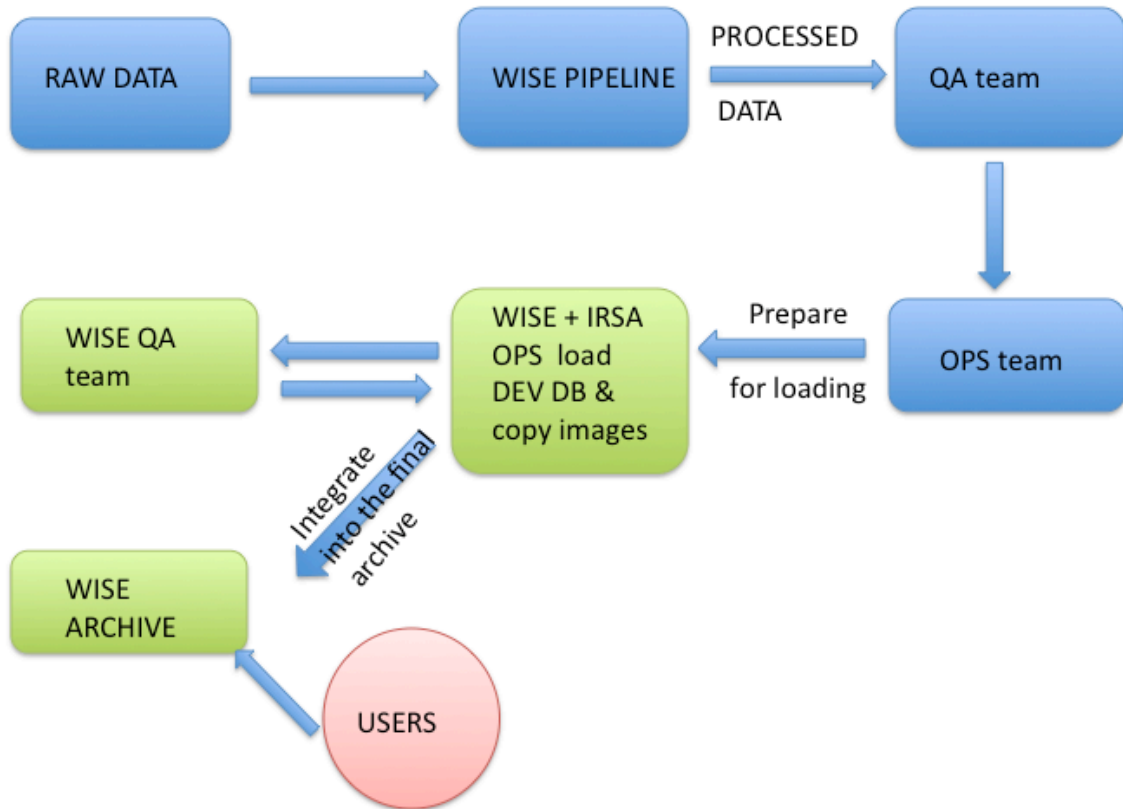 RAW DATA
WISE PIPELINE
PROCESSED
DATA
QA team
OPS team
Prepare
for loading
WISE + IRSA
OPS load
DEV DB &
copy images
WISE QA
team
Integrate
into the final
archive
WISE
ARCHIVE
USERS